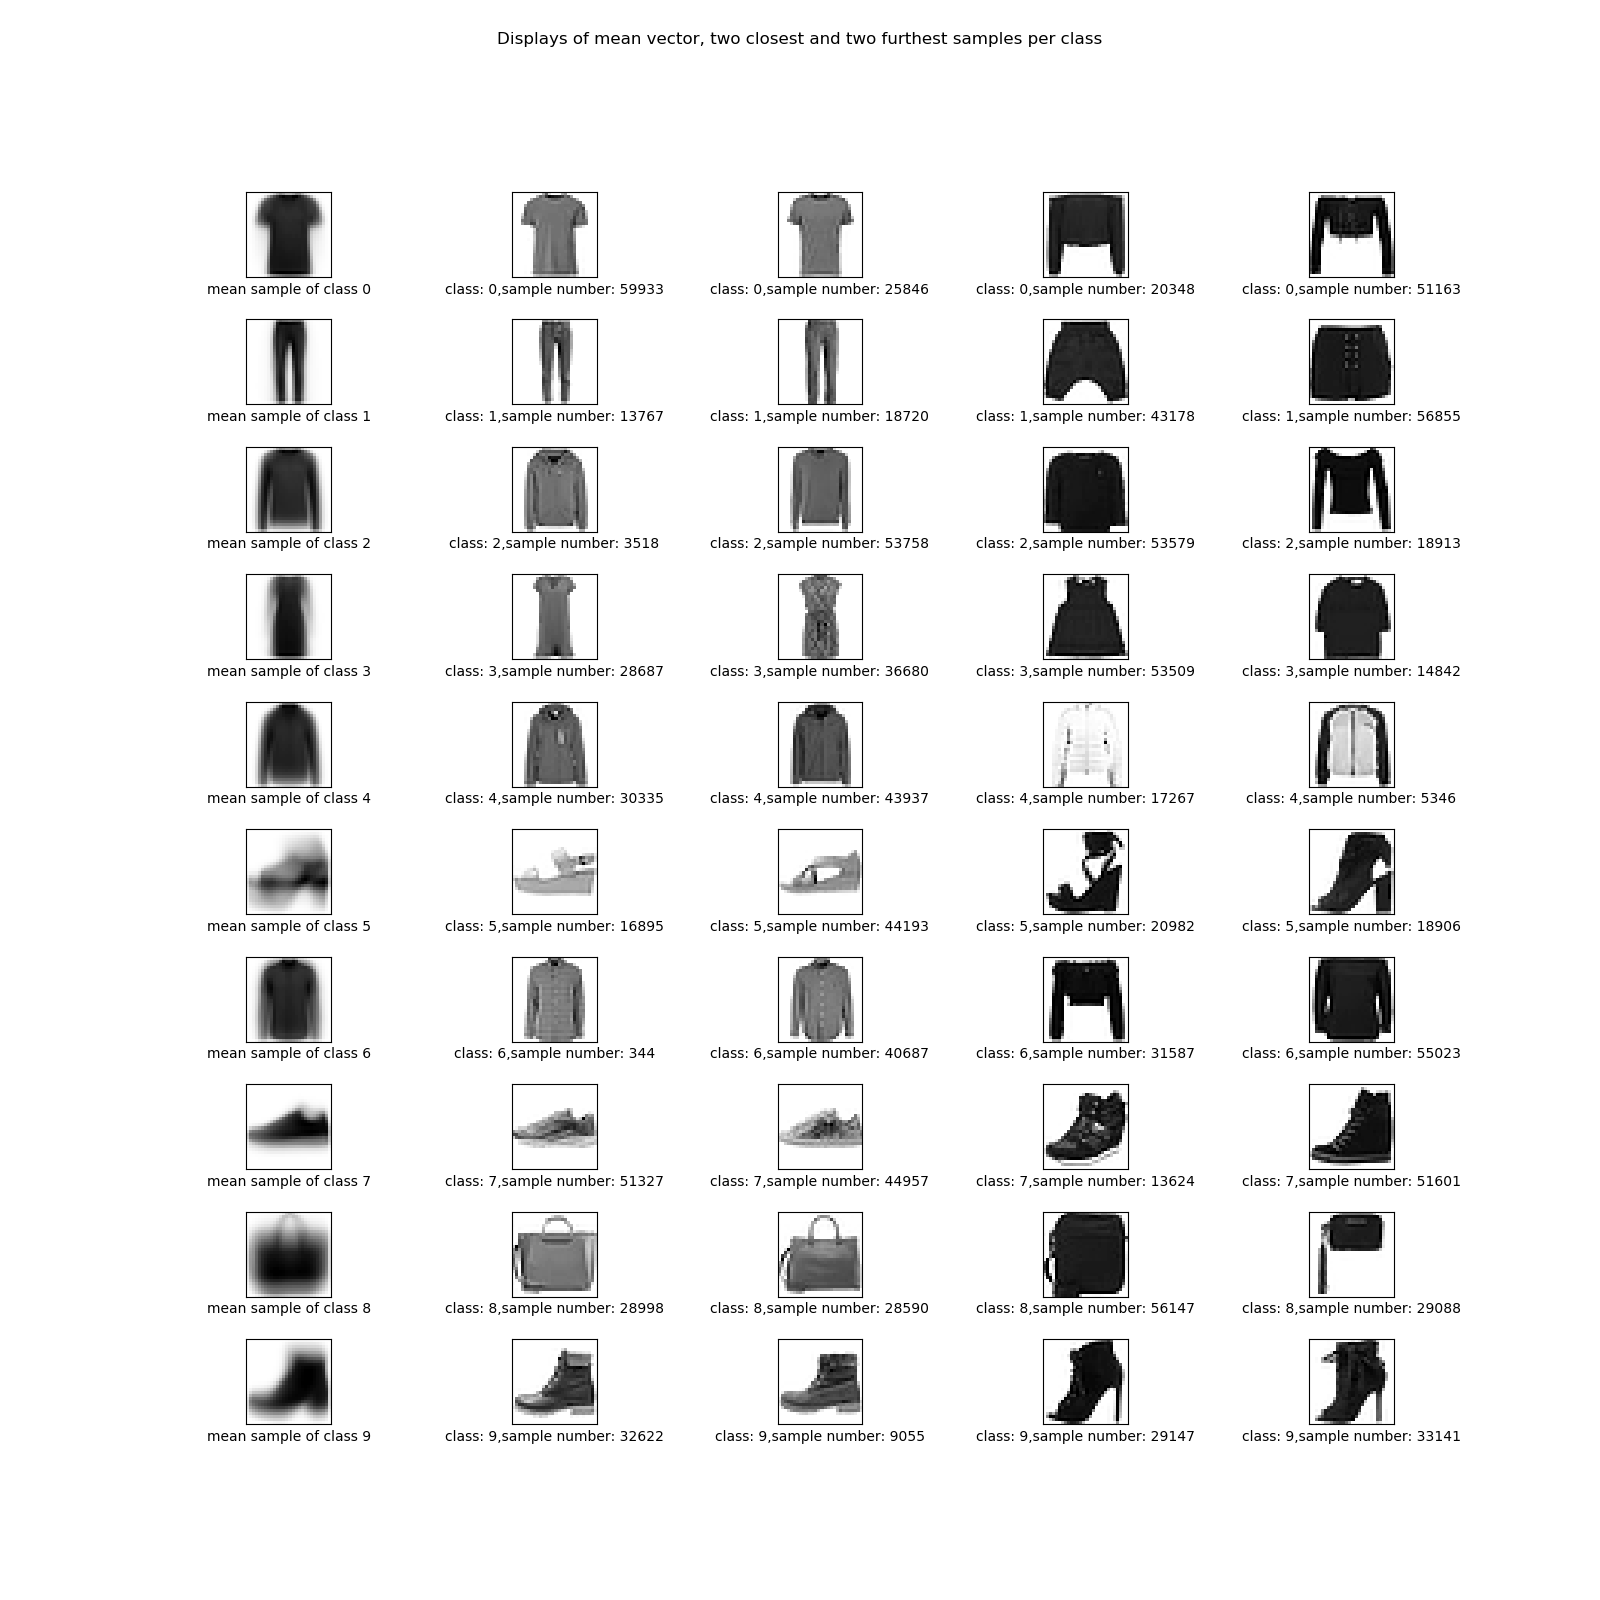 Displays of mean vector, two closest and two furthest samples per class
mean sample of class 0
class: 0,sample number: 59933
class: 0,sample number: 25846
class: 0,sample number: 20348
class: 0,sample number: 51163
mean sample of class 1
class: 1,sample number: 13767
class: 1,sample number: 18720
class: 1,sample number: 43178
class: 1,sample number: 56855
mean sample of class 2
class: 2,sample number: 3518
class: 2,sample number: 53758
class: 2,sample number: 53579
class: 2,sample number: 18913
mean sample of class 3
class: 3,sample number: 28687
class: 3,sample number: 36680
class: 3,sample number: 53509
class: 3,sample number: 14842
mean sample of class 4
class: 4,sample number: 30335
class: 4,sample number: 43937
class: 4,sample number: 17267
class: 4,sample number: 5346
mean sample of class 5
class: 5,sample number: 16895
class: 5,sample number: 44193
class: 5,sample number: 20982
class: 5,sample number: 18906
mean sample of class 6
class: 6,sample number: 344
class: 6,sample number: 40687
class: 6,sample number: 31587
class: 6,sample number: 55023
mean sample of class 7
class: 7,sample number: 51327
class: 7,sample number: 44957
class: 7,sample number: 13624
class: 7,sample number: 51601
mean sample of class 8
class: 8,sample number: 28998
class: 8,sample number: 28590
class: 8,sample number: 56147
class: 8,sample number: 29088
mean sample of class 9
class: 9,sample number: 32622
class: 9,sample number: 9055
class: 9,sample number: 29147
class: 9,sample number: 33141